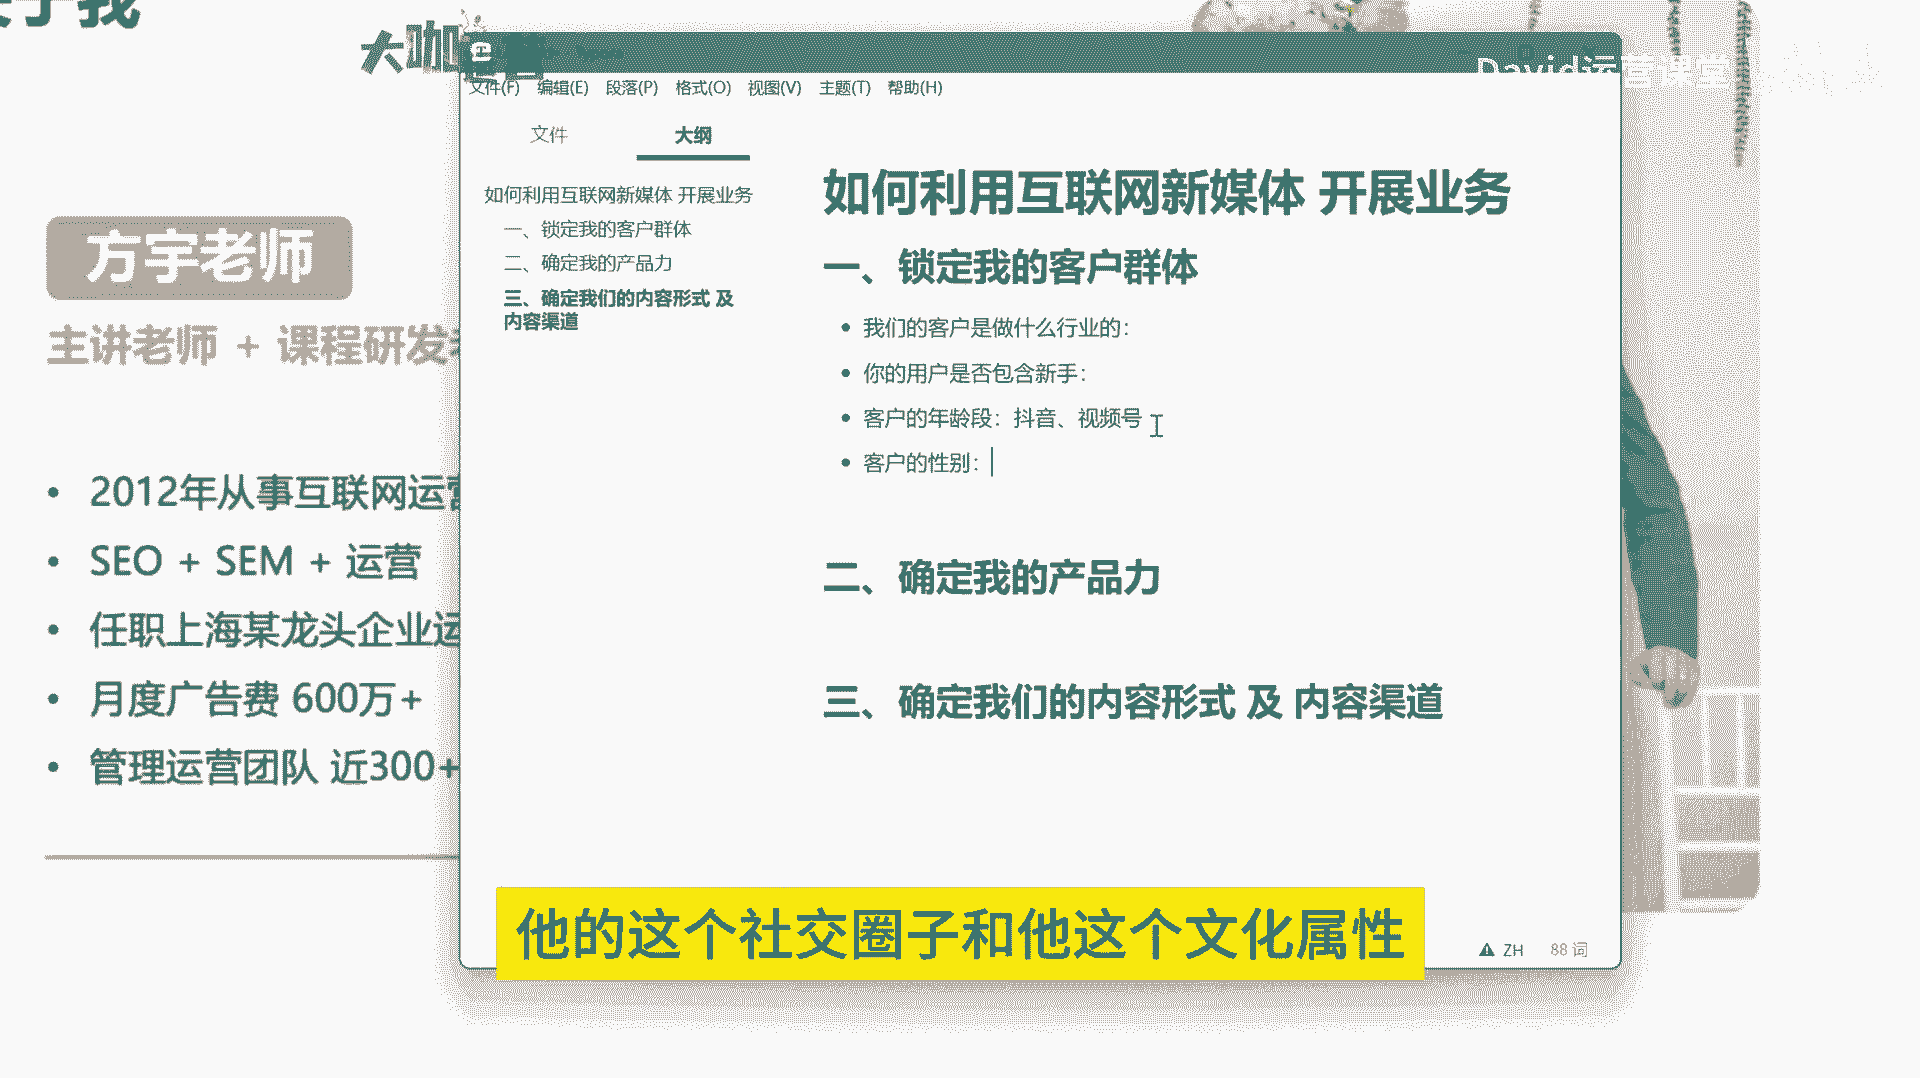 大咖运营
David运营课堂
方宇老师
主讲老师 + 课程研发
2012年从事互联网运营
SEO + SEM + 运营
任职上海某龙头企业运
月度广告费 600万+
管理运营团队 近300+
文件(F) 编辑(E) 段落(P) 格式(O) 视图(V) 主题(T) 帮助(H)
文件 大纲
如何利用互联网新媒体 开展业务
一、锁定我的客户群体
二、确定我的产品力
三、确定我们的内容形式 及
内容渠道
如何利用互联网新媒体 开展业务
一、锁定我的客户群体
我们的客户是做什么行业的:
你的用户是否包含新手:
客户的年龄段: 抖音、视频号
客户的性别:
二、确定我的产品力
三、确定我们的内容形式 及 内容渠道
他的这个社交圈子和他这个文化属性
ZH 88 词